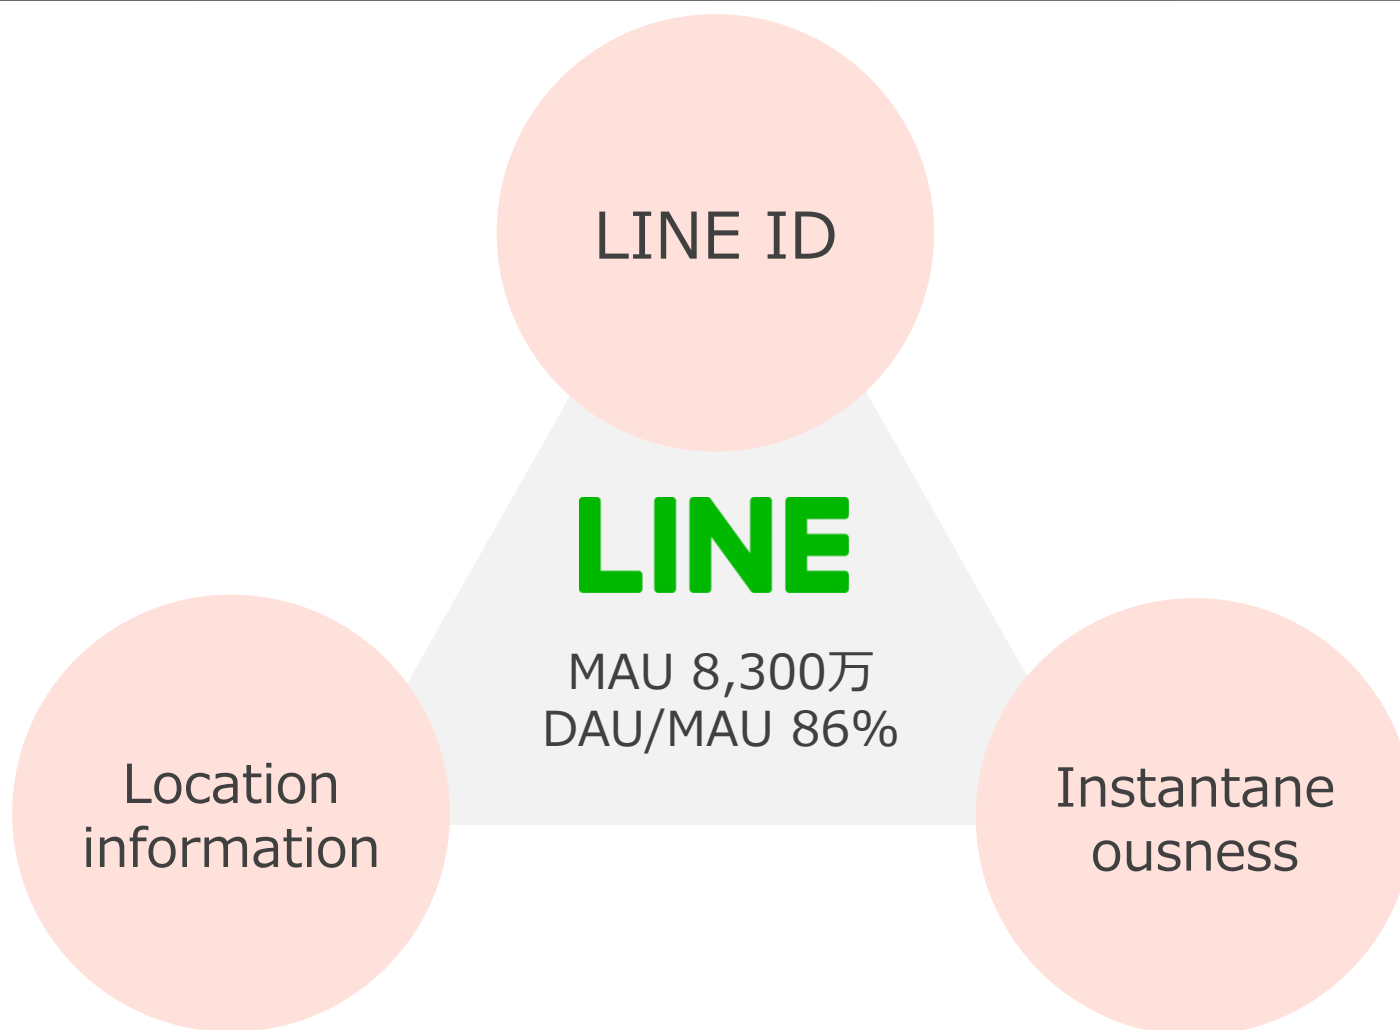 LINE ID
LINE
MAU 8,300万
DAU/MAU 86%
Location
information
Instantane
ousness